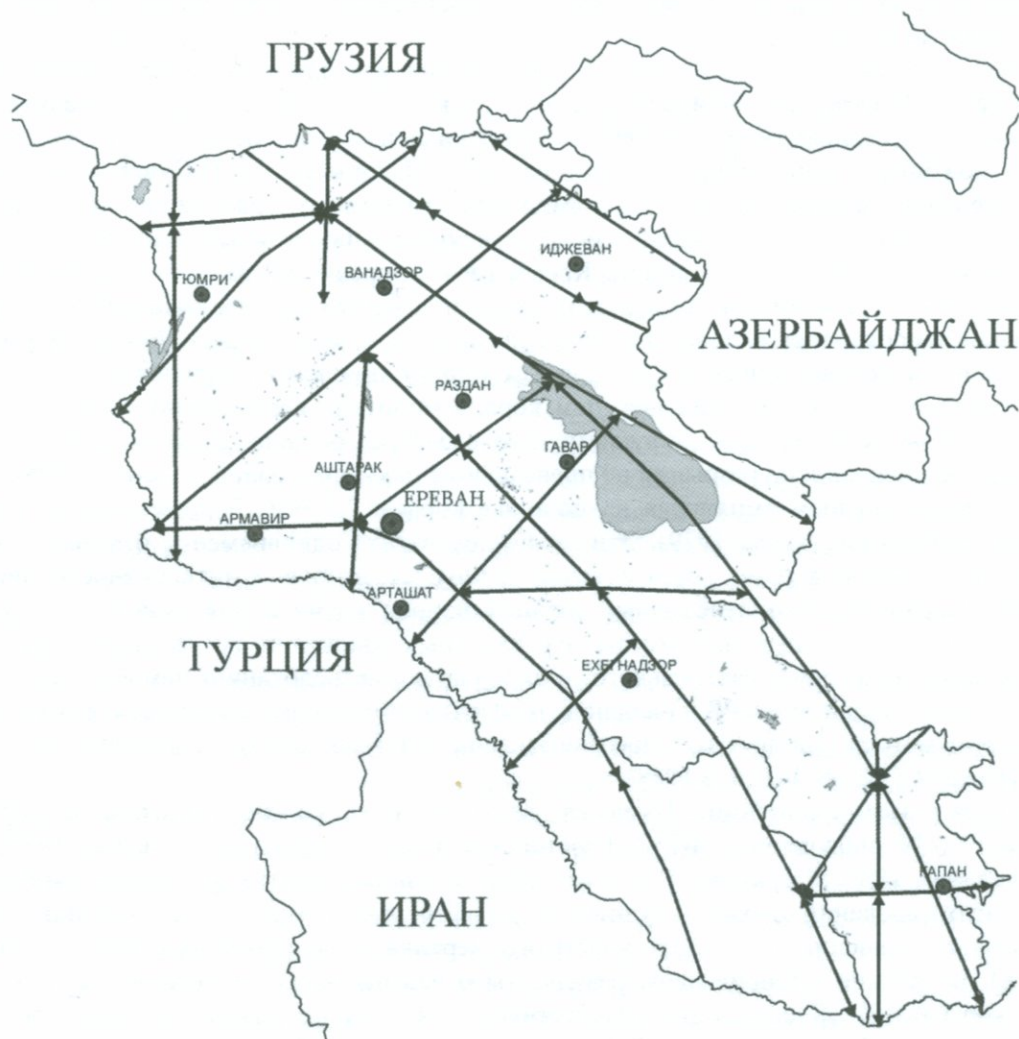 ГРУЗИЯ
ИДЖЕВАН
ГЮМРИ
ВАНАДЗОР
АЗЕРБАЙДЖАН
РАЗДАН
ГАВАР
АШТАРАК
ЕРЕВАН
АРМАВИР
АРТАШАТ
ТУРЦИЯ
ЕХЕГНАДЗОР
КАПАН
ИРАН